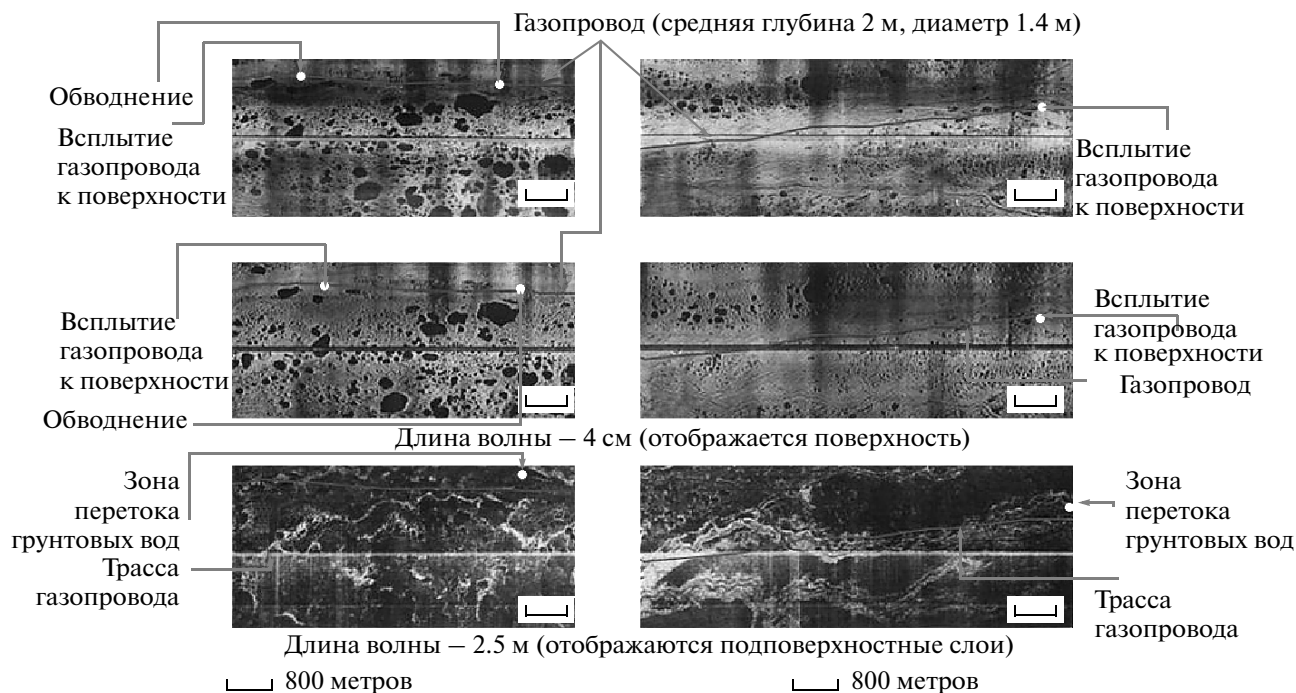 Газопровод (средняя глубина 2 м, диаметр 1.4 м)
Обводнение
Всплытие
газопровода
к поверхности
Всплытие
газопровода
к поверхности
Всплытие
газопровода
к поверхности
Обводнение
Всплытие
газопровода
к поверхности
Газопровод
Длина волны – 4 см (отображается поверхность)
Зона
перетока
грунтовых вод
Трасса
газопровода
Зона
перетока
грунтовых вод
Трасса
газопровода
Длина волны – 2.5 м (отображаются подповерхностные слои)
800 метров
800 метров